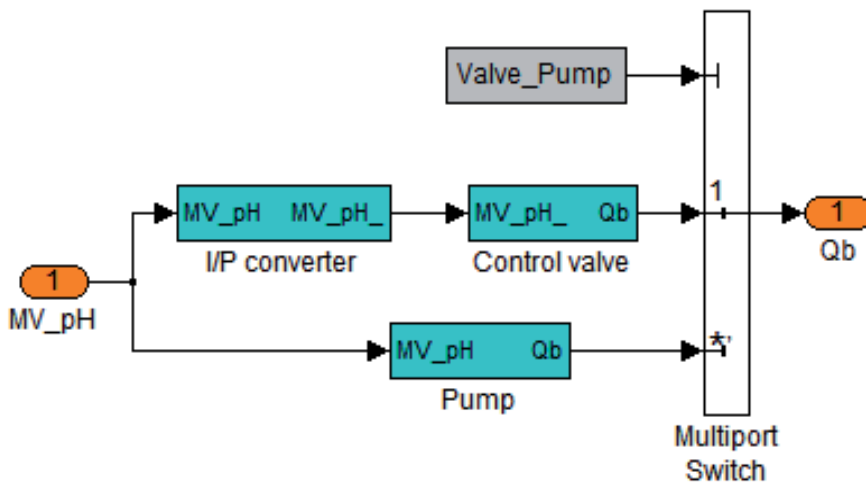 Valve_Pump
1
MV_pH MV_pH_
MV_pH_ Qb
I/P converter
Control valve
1
Qb
1
MV_pH
MV_pH Qb
Pump
*,
Multiport
Switch